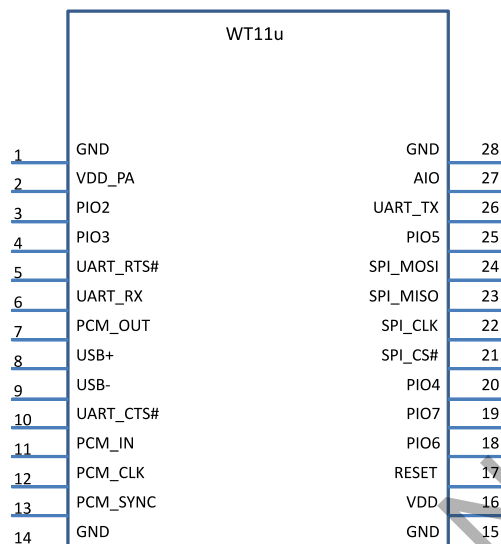 WT11u
1 GND GND 28
2 VDD_PA AIO 27
3 PIO2 UART_TX 26
4 PIO3 PIO5 25
5 UART_RTS# SPI_MOSI 24
6 UART_RX SPI_MISO 23
7 PCM_OUT SPI_CLK 22
8 USB+ SPI_CS# 21
9 USB- PIO4 20
10 UART_CTS# PIO7 19
11 PCM_IN PIO6 18
12 PCM_CLK RESET 17
13 PCM_SYNC VDD 16
14 GND GND 15